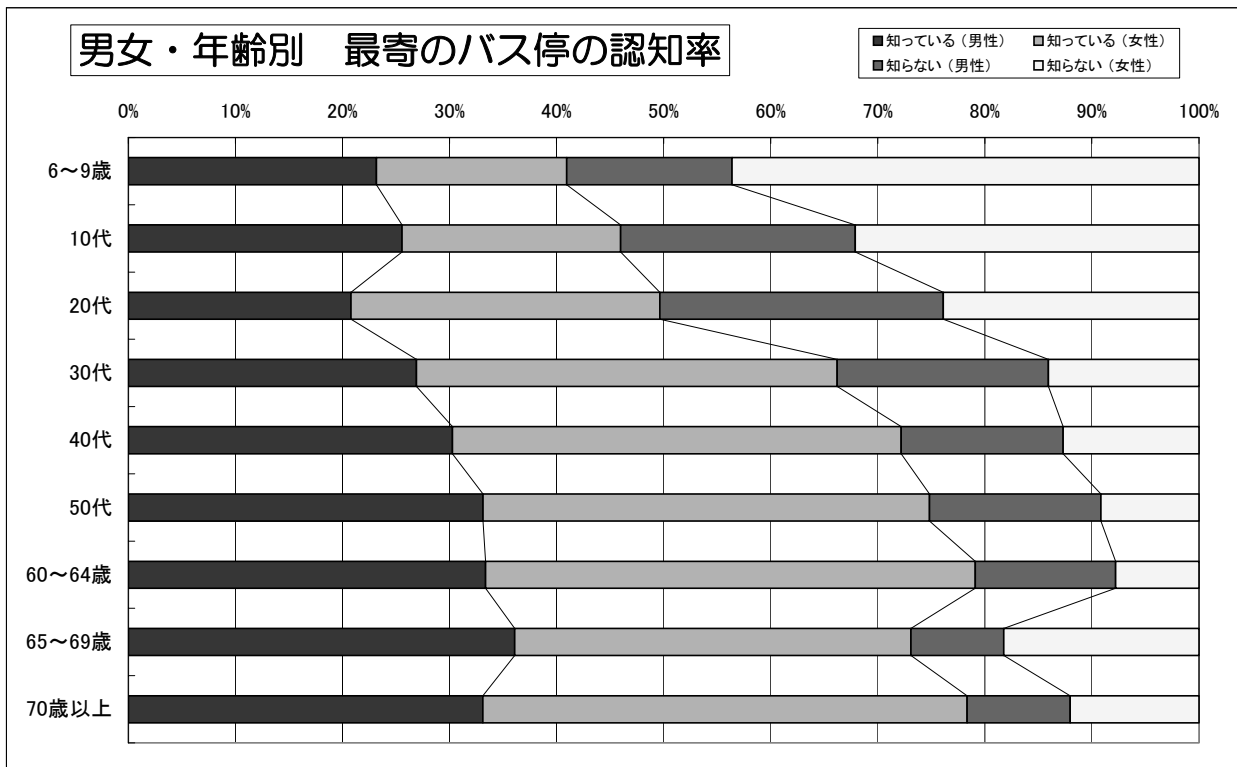 男女・年齢別　最寄のバス停の認知率
■知っている（男性）　■知っている（女性）
■知らない（男性）　□知らない（女性）
0% 10% 20% 30% 40% 50% 60% 70% 80% 90% 100%
6～9歳
10代
20代
30代
40代
50代
60～64歳
65～69歳
70歳以上